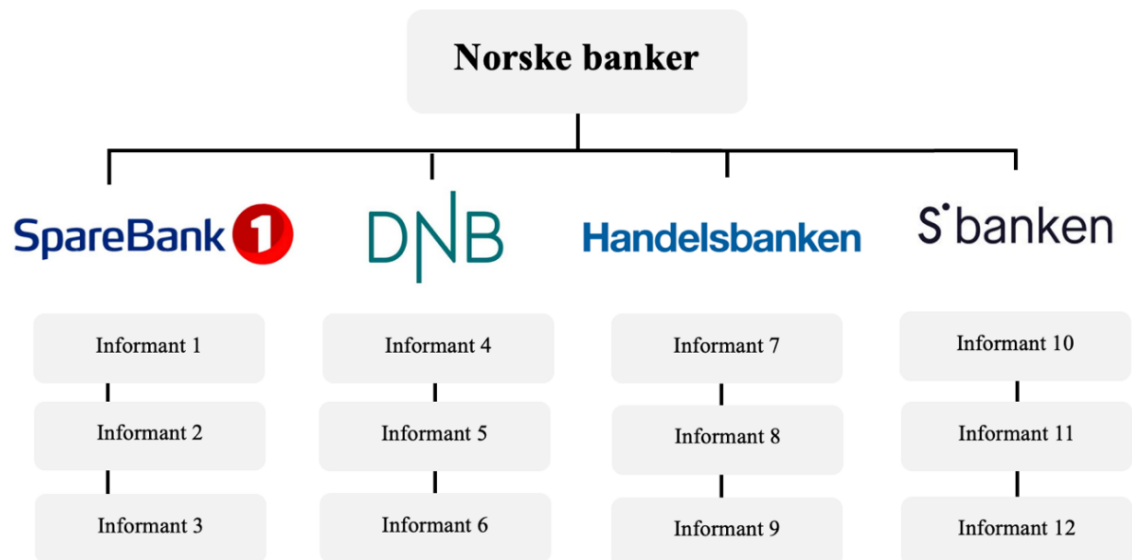 Norske banker
SpareBank 1
DNB
Handelsbanken
S'banken
Informant 1
Informant 4
Informant 7
Informant 10
Informant 2
Informant 5
Informant 8
Informant 11
Informant 3
Informant 6
Informant 9
Informant 12